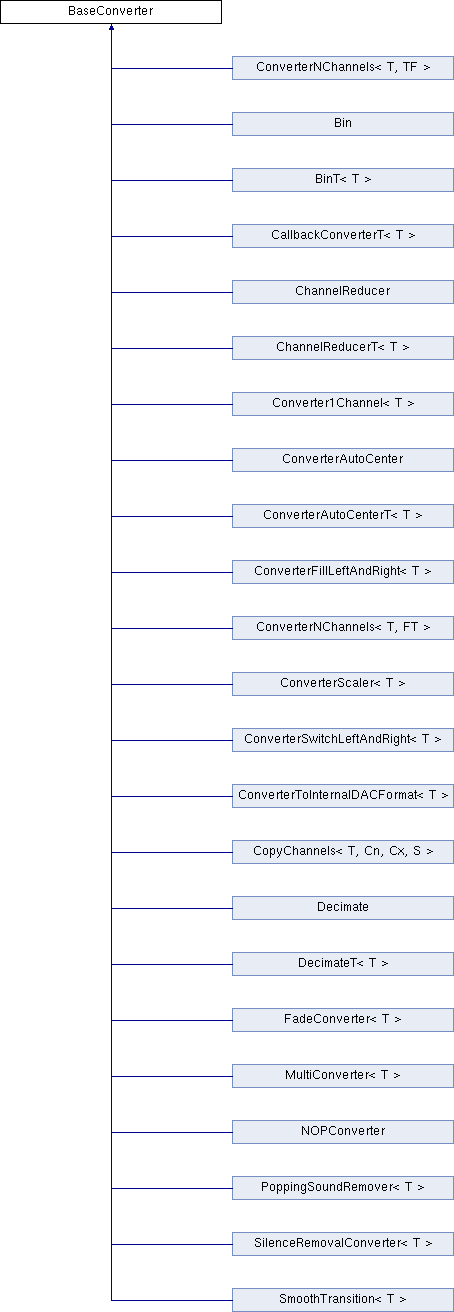 BaseConverter
ConverterNChannels< T, TF >
Bin
BinT< T >
CallbackConverterT< T >
ChannelReducer
ChannelReducerT< T >
Converter1Channel< T >
ConverterAutoCenter
ConverterAutoCenterT< T >
ConverterFillLeftAndRight< T >
ConverterNChannels< T, FT >
ConverterScaler< T >
ConverterSwitchLeftAndRight< T >
ConverterToInternalDACFormat< T >
CopyChannels< T, Cn, Cx, S >
Decimate
DecimateT< T >
FadeConverter< T >
MultiConverter< T >
NOPConverter
PoppingSoundRemover< T >
SilenceRemovalConverter< T >
SmoothTransition< T >